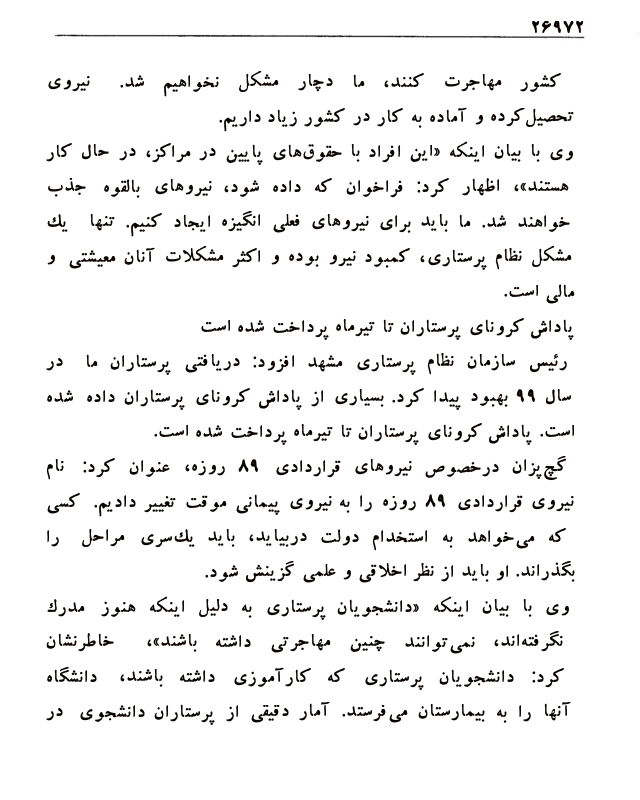 ۲۶۹۷۲
کشور مهاجرت کنند، ما دچار مشکل نخواهیم شد. نیروی
تحصیل‌کرده و آماده به کار در کشور زیاد داریم.
وی با بیان اینکه «این افراد با حقوق‌های پایین در مراکز، در حال کار
هستند»، اظهار کرد: فراخوان که داده شود، نیروهای بالقوه جذب
خواهند شد. ما باید برای نیروهای فعلی انگیزه ایجاد کنیم. تنها یك
مشکل نظام پرستاری، کمبود نیرو بوده و اکثر مشکلات آنان معیشتی و
مالی است.
پاداش کرونای پرستاران تا تیرماه پرداخت شده است
رئیس سازمان نظام پرستاری مشهد افزود: دریافتی پرستاران ما در
سال ۹۹ بهبود پیدا کرد. بسیاری از پاداش کرونای پرستاران داده شده
است. پاداش کرونای پرستاران تا تیرماه پرداخت شده است.
گچ‌پزان درخصوص نیروهای قراردادی ۸۹ روزه، عنوان کرد: نام
نیروی قراردادی ۸۹ روزه را به نیروی پیمانی موقت تغییر دادیم. کسی
که می‌خواهد به استخدام دولت دربیاید، باید یك‌سری مراحل را
بگذراند. او باید از نظر اخلاقی و علمی گزینش شود.
وی با بیان اینکه «دانشجویان پرستاری به دلیل اینکه هنوز مدرك
نگرفته‌اند، نمی‌توانند چنین مهاجرتی داشته باشند»، خاطرنشان
کرد: دانشجویان پرستاری که کارآموزی داشته باشند، دانشگاه
آنها را به بیمارستان می‌فرستد. آمار دقیقی از پرستاران دانشجوی در